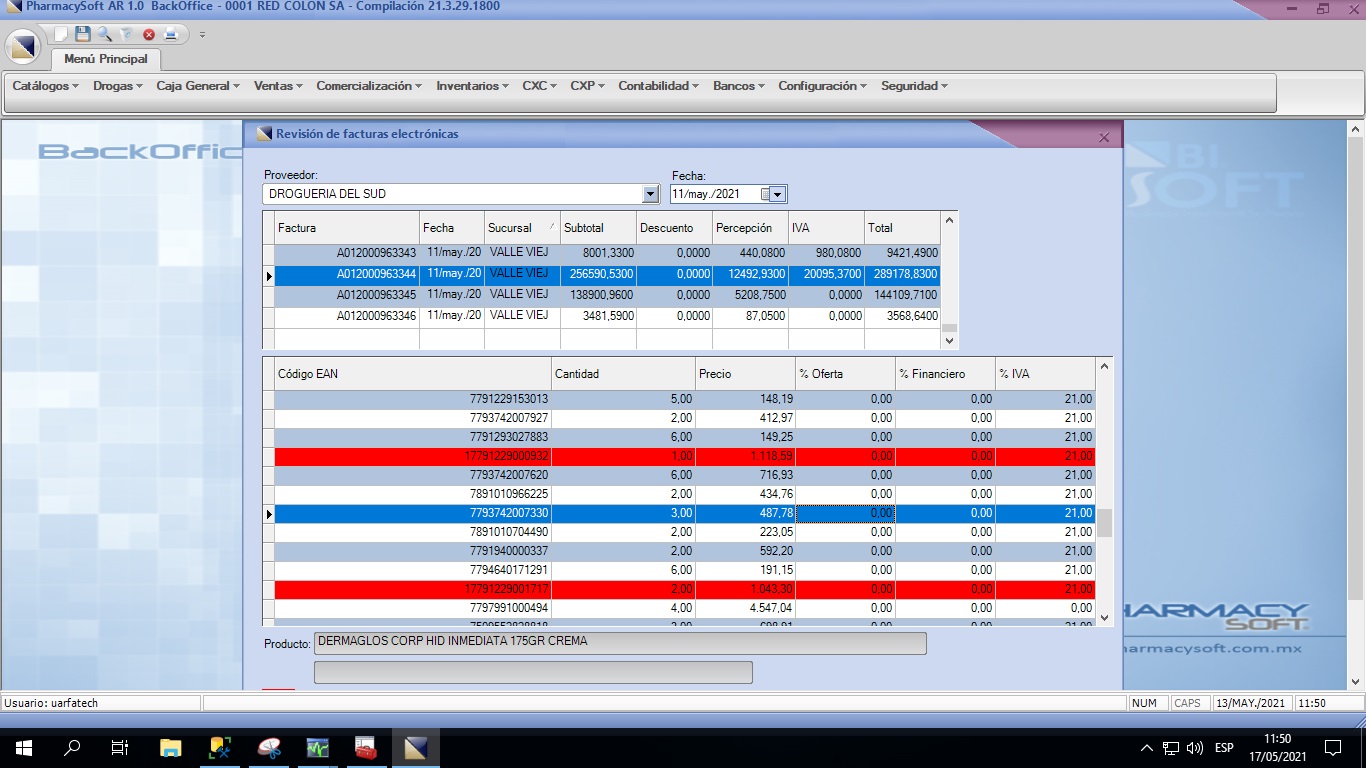 PharmacySoft AR 1.0 BackOffice - 0001 RED COLON SA - Compilación 21.3.29.1800
Menú Principal
Catálogos Drogas Caja General Ventas Comercialización Inventarios CXC CXP Contabilidad Bancos Configuración Seguridad
BackOffic
Revisión de facturas electrónicas
BI
SOFT
Proveedor: Fecha:
DROGUERIA DEL SUD 11/may./2021
Factura Fecha Sucursal Subtotal Descuento Percepción IVA Total
A012000963343 11/may./20 VALLE VIEJ 8001,3300 0,0000 440,0800 980,0800 9421,4900
A012000963344 11/may./20 VALLE VIEJ 256590,5300 0,0000 12492,9300 20095,3700 289178,8300
A012000963345 11/may./20 VALLE VIEJ 138900,9600 0,0000 5208,7500 0,0000 144109,7100
A012000963346 11/may./20 VALLE VIEJ 3481,5900 0,0000 87,0500 0,0000 3568,6400
Código EAN Cantidad Precio % Oferta % Financiero % IVA
7791229153013 5,00 148,19 0,00 0,00 21,00
7793742007927 2,00 412,97 0,00 0,00 21,00
7791293027883 6,00 149,25 0,00 0,00 21,00
17791229000932 1,00 1.118,59 0,00 0,00 21,00
7793742007620 6,00 716,93 0,00 0,00 21,00
7891010966225 2,00 434,76 0,00 0,00 21,00
7793742007330 3,00 487,78 0,00 0,00 21,00
7891010704490 2,00 223,05 0,00 0,00 21,00
7791940000337 2,00 592,20 0,00 0,00 21,00
7794640171291 6,00 191,15 0,00 0,00 21,00
17791229001717 2,00 1.043,30 0,00 0,00 21,00
7797991000494 4,00 4.547,04 0,00 0,00 0,00
HARMACY
SOFT
Producto: DERMAGLOS CORP HID INMEDIATA 175GR CREMA
harmacysoft.com.mx
Usuario: uarfatech NUM CAPS 13/MAY./2021 11:50
ESP 11:50
17/05/2021